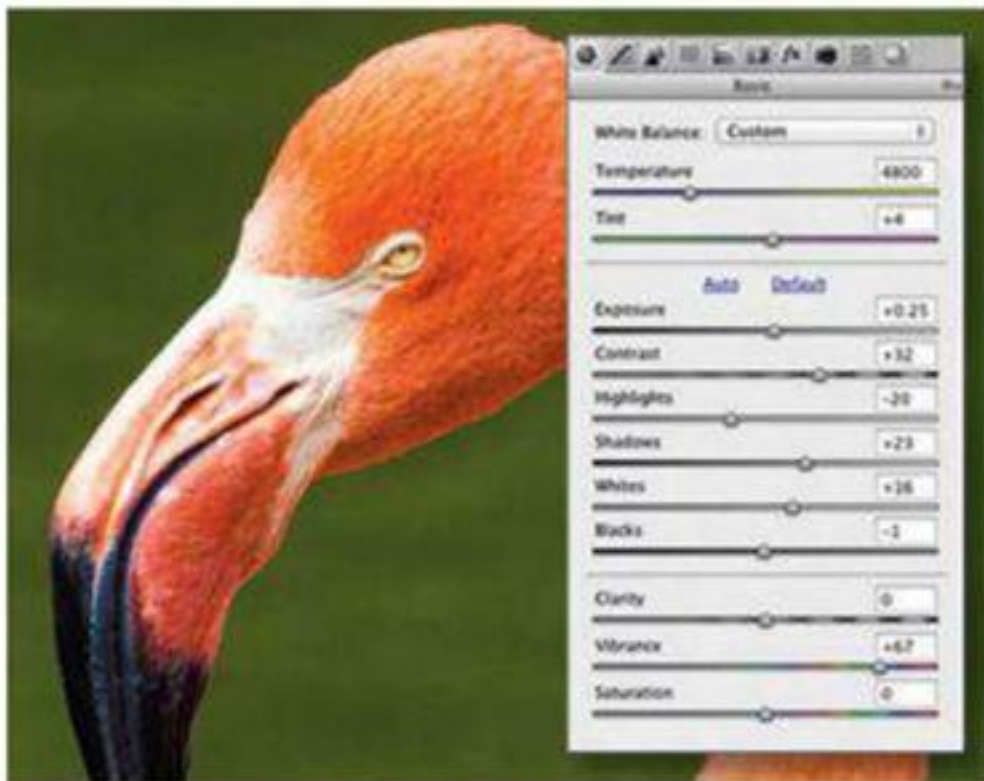 Basic
White Balance: Custom
Temperature 4800
Tint +4
Auto Default
Exposure +0.25
Contrast +32
Highlights -20
Shadows +23
Whites +16
Blacks -1
Clarity 0
Vibrance +67
Saturation 0